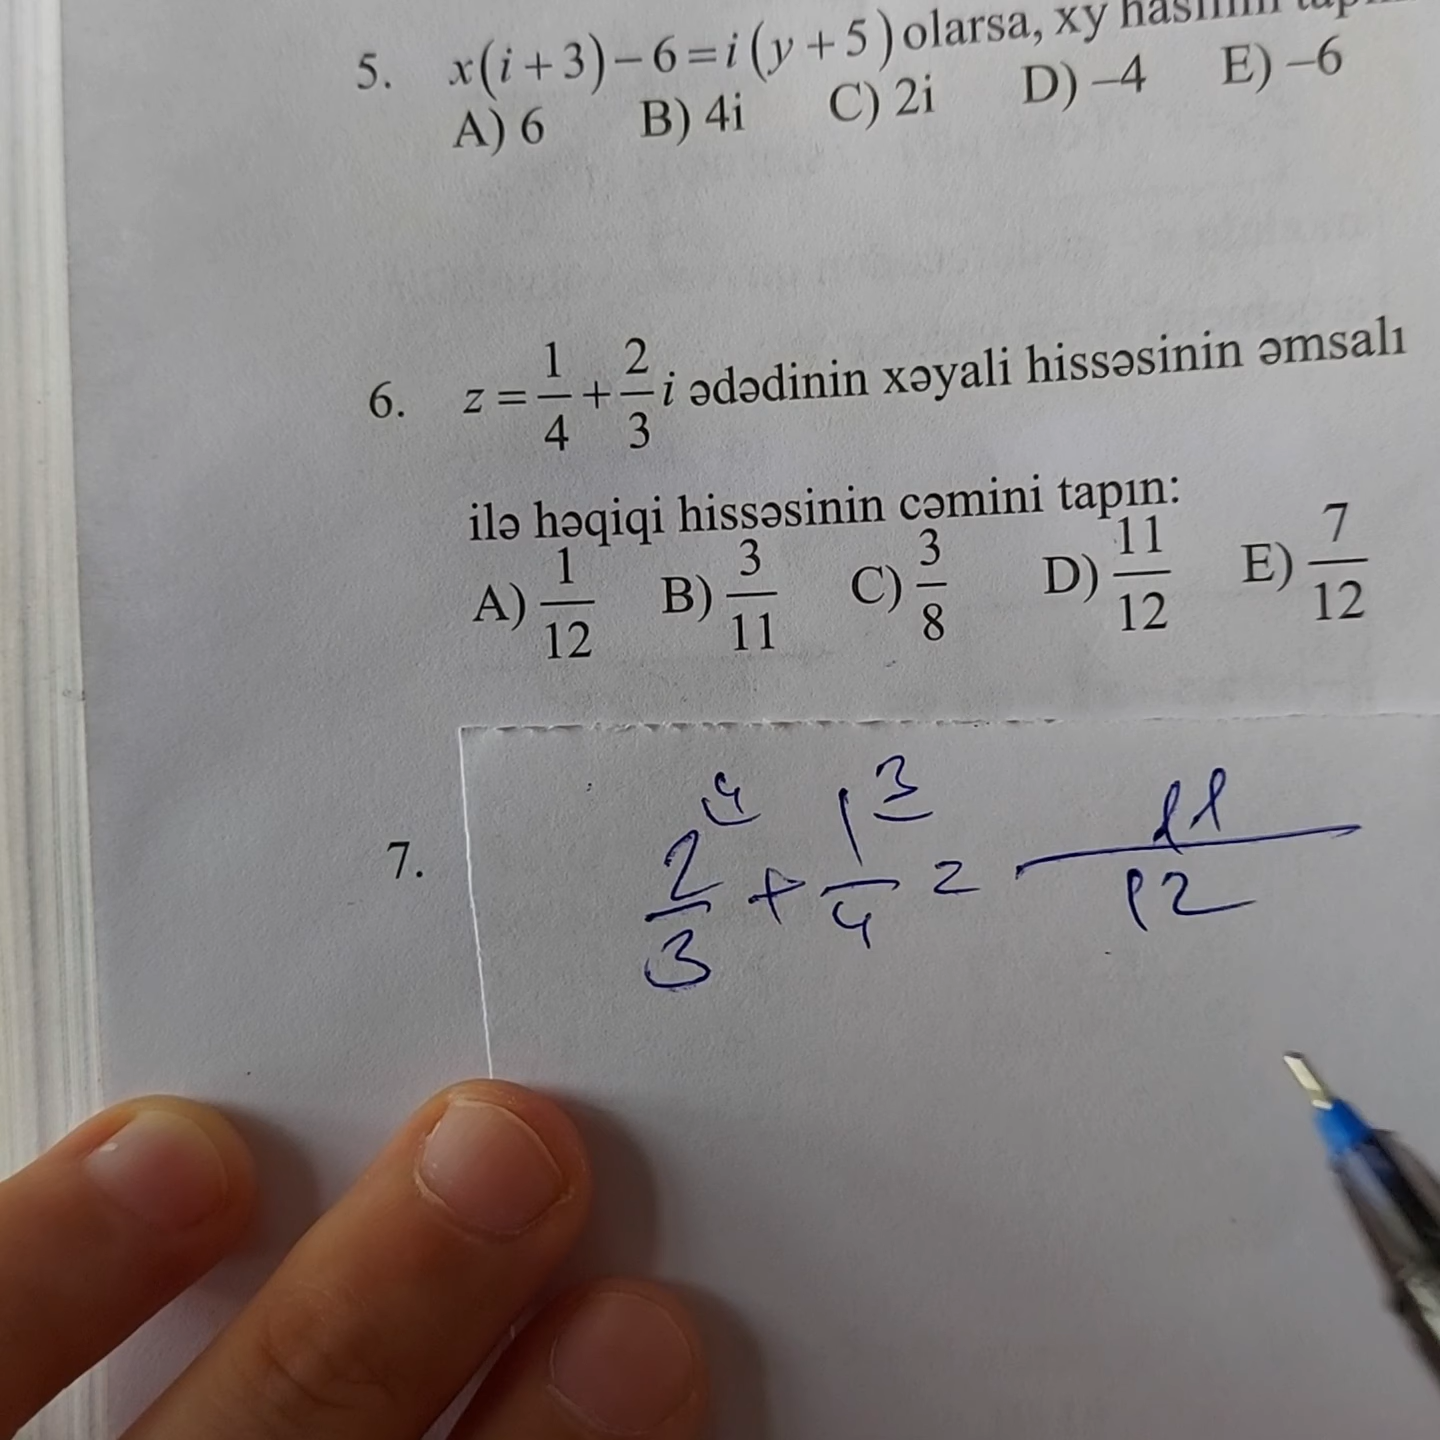 5. x(i+3)−6=i(y+5) olarsa, xy
A) 6 B) 4i C) 2i D) −4 E) −6
6. z = 1/4 + 2/3 i ədədinin xəyali hissəsinin əmsalı
ilə həqiqi hissəsinin cəmini tapın:
A) 1/12 B) 3/11 C) 3/8 D) 11/12 E) 7/12
7.
2/3 ⁴ + 1/4 ³ = 11/12